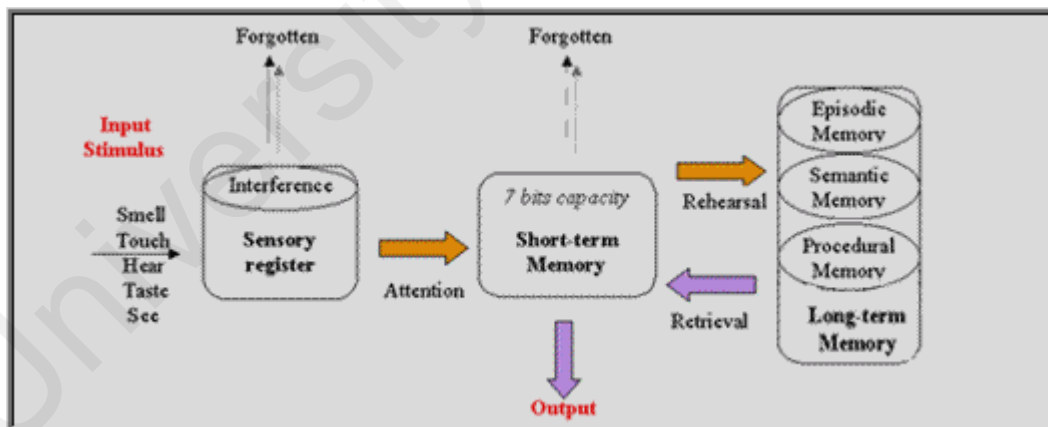 Forgotten
Forgotten
Input
Stimulus
Smell
Touch
Hear
Taste
See
Interference
Sensory
register
Attention
7 bits capacity
Short-term
Memory
Rehearsal
Retrieval
Episodic
Memory
Semantic
Memory
Procedural
Memory
Long-term
Memory
Output
University